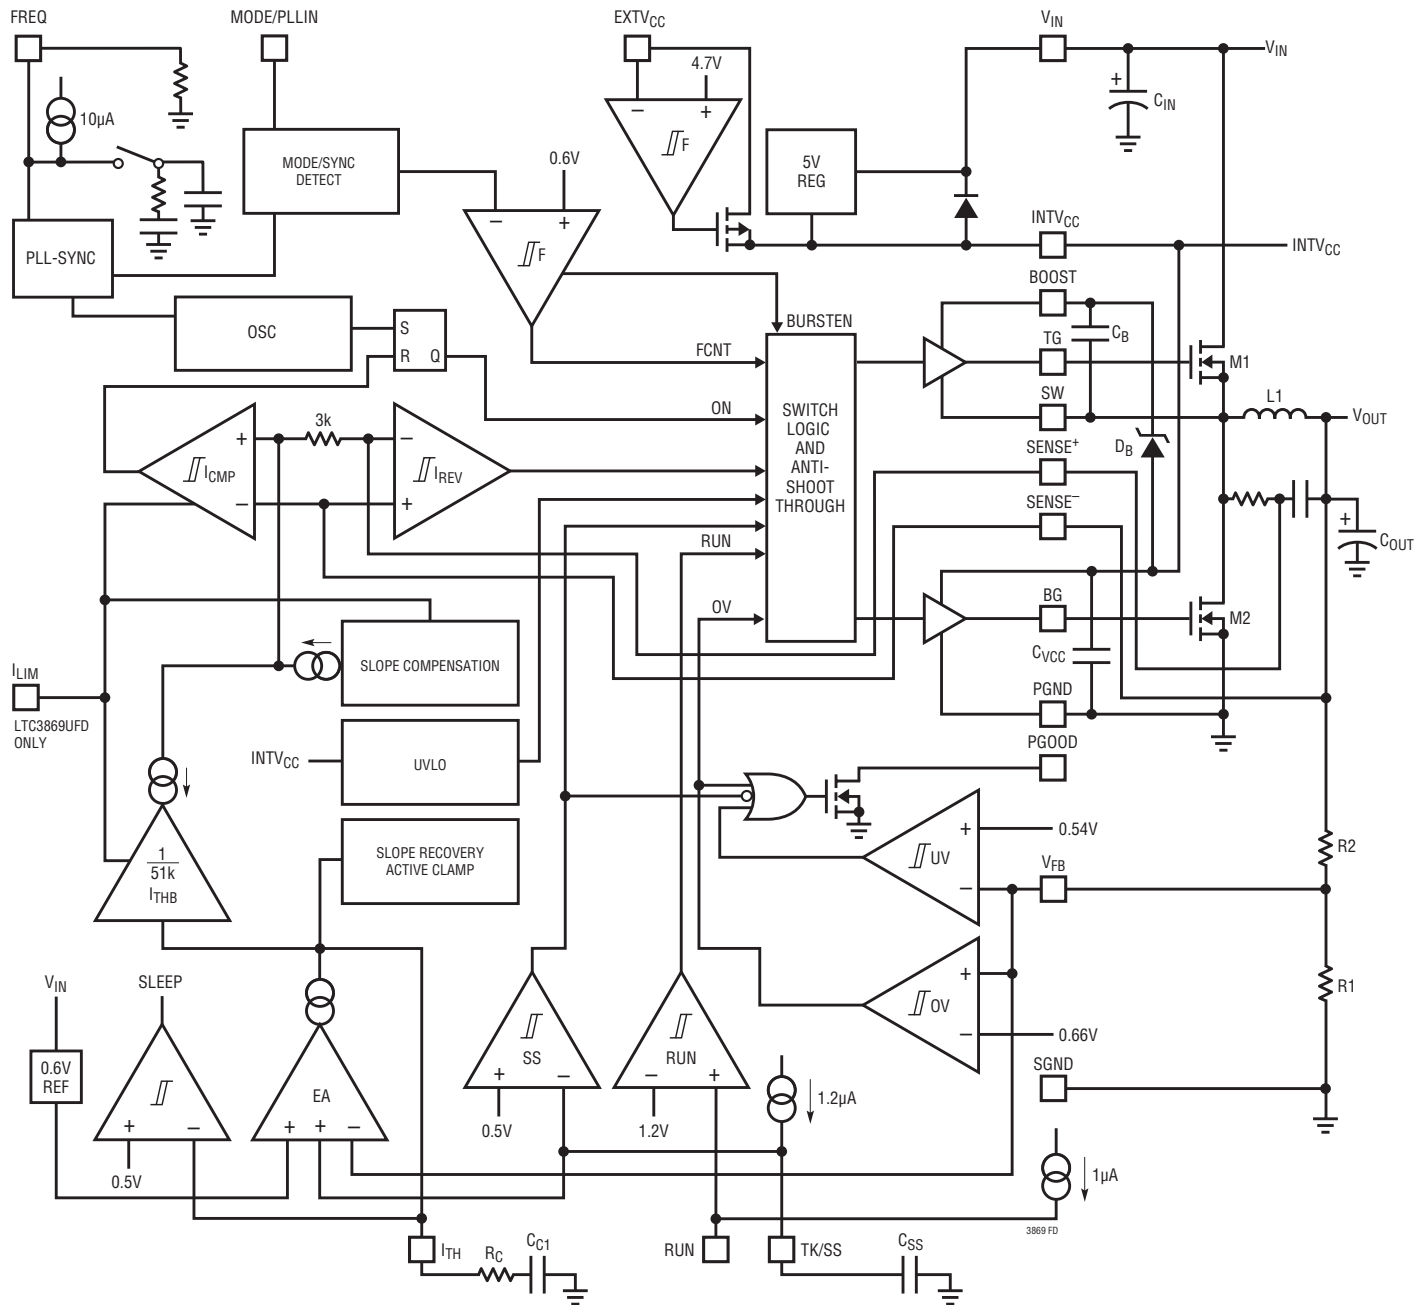 FREQ
MODE/PLLIN
EXTVCC
VIN
VIN
4.7V
+
CIN
10µA
MODE/SYNC
DETECT
0.6V
−
+
F
5V
REG
−
+
F
INTVCC
INTVCC
PLL-SYNC
BOOST
OSC
S
R
Q
BURSTEN
FCNT
TG
CB
M1
SW
L1
VOUT
ON
3k
SWITCH
LOGIC
AND
ANTI-
SHOOT
THROUGH
+
ICMP
−
−
IREV
+
SENSE+
DB
SENSE−
+
COUT
RUN
OV
BG
M2
CVCC
SLOPE COMPENSATION
ILIM
LTC3869UFD
ONLY
PGND
PGOOD
INTVCC
UVLO
SLOPE RECOVERY
ACTIVE CLAMP
1
51k
ITHB
+
UV
−
0.54V
VFB
R2
+
OV
−
0.66V
R1
SGND
VIN
SLEEP
0.6V
REF
+
−
0.5V
EA
+
+
−
SS
+
−
0.5V
RUN
−
+
1.2V
1.2µA
1µA
3869 FD
ITH
RC
CC1
RUN
TK/SS
CSS